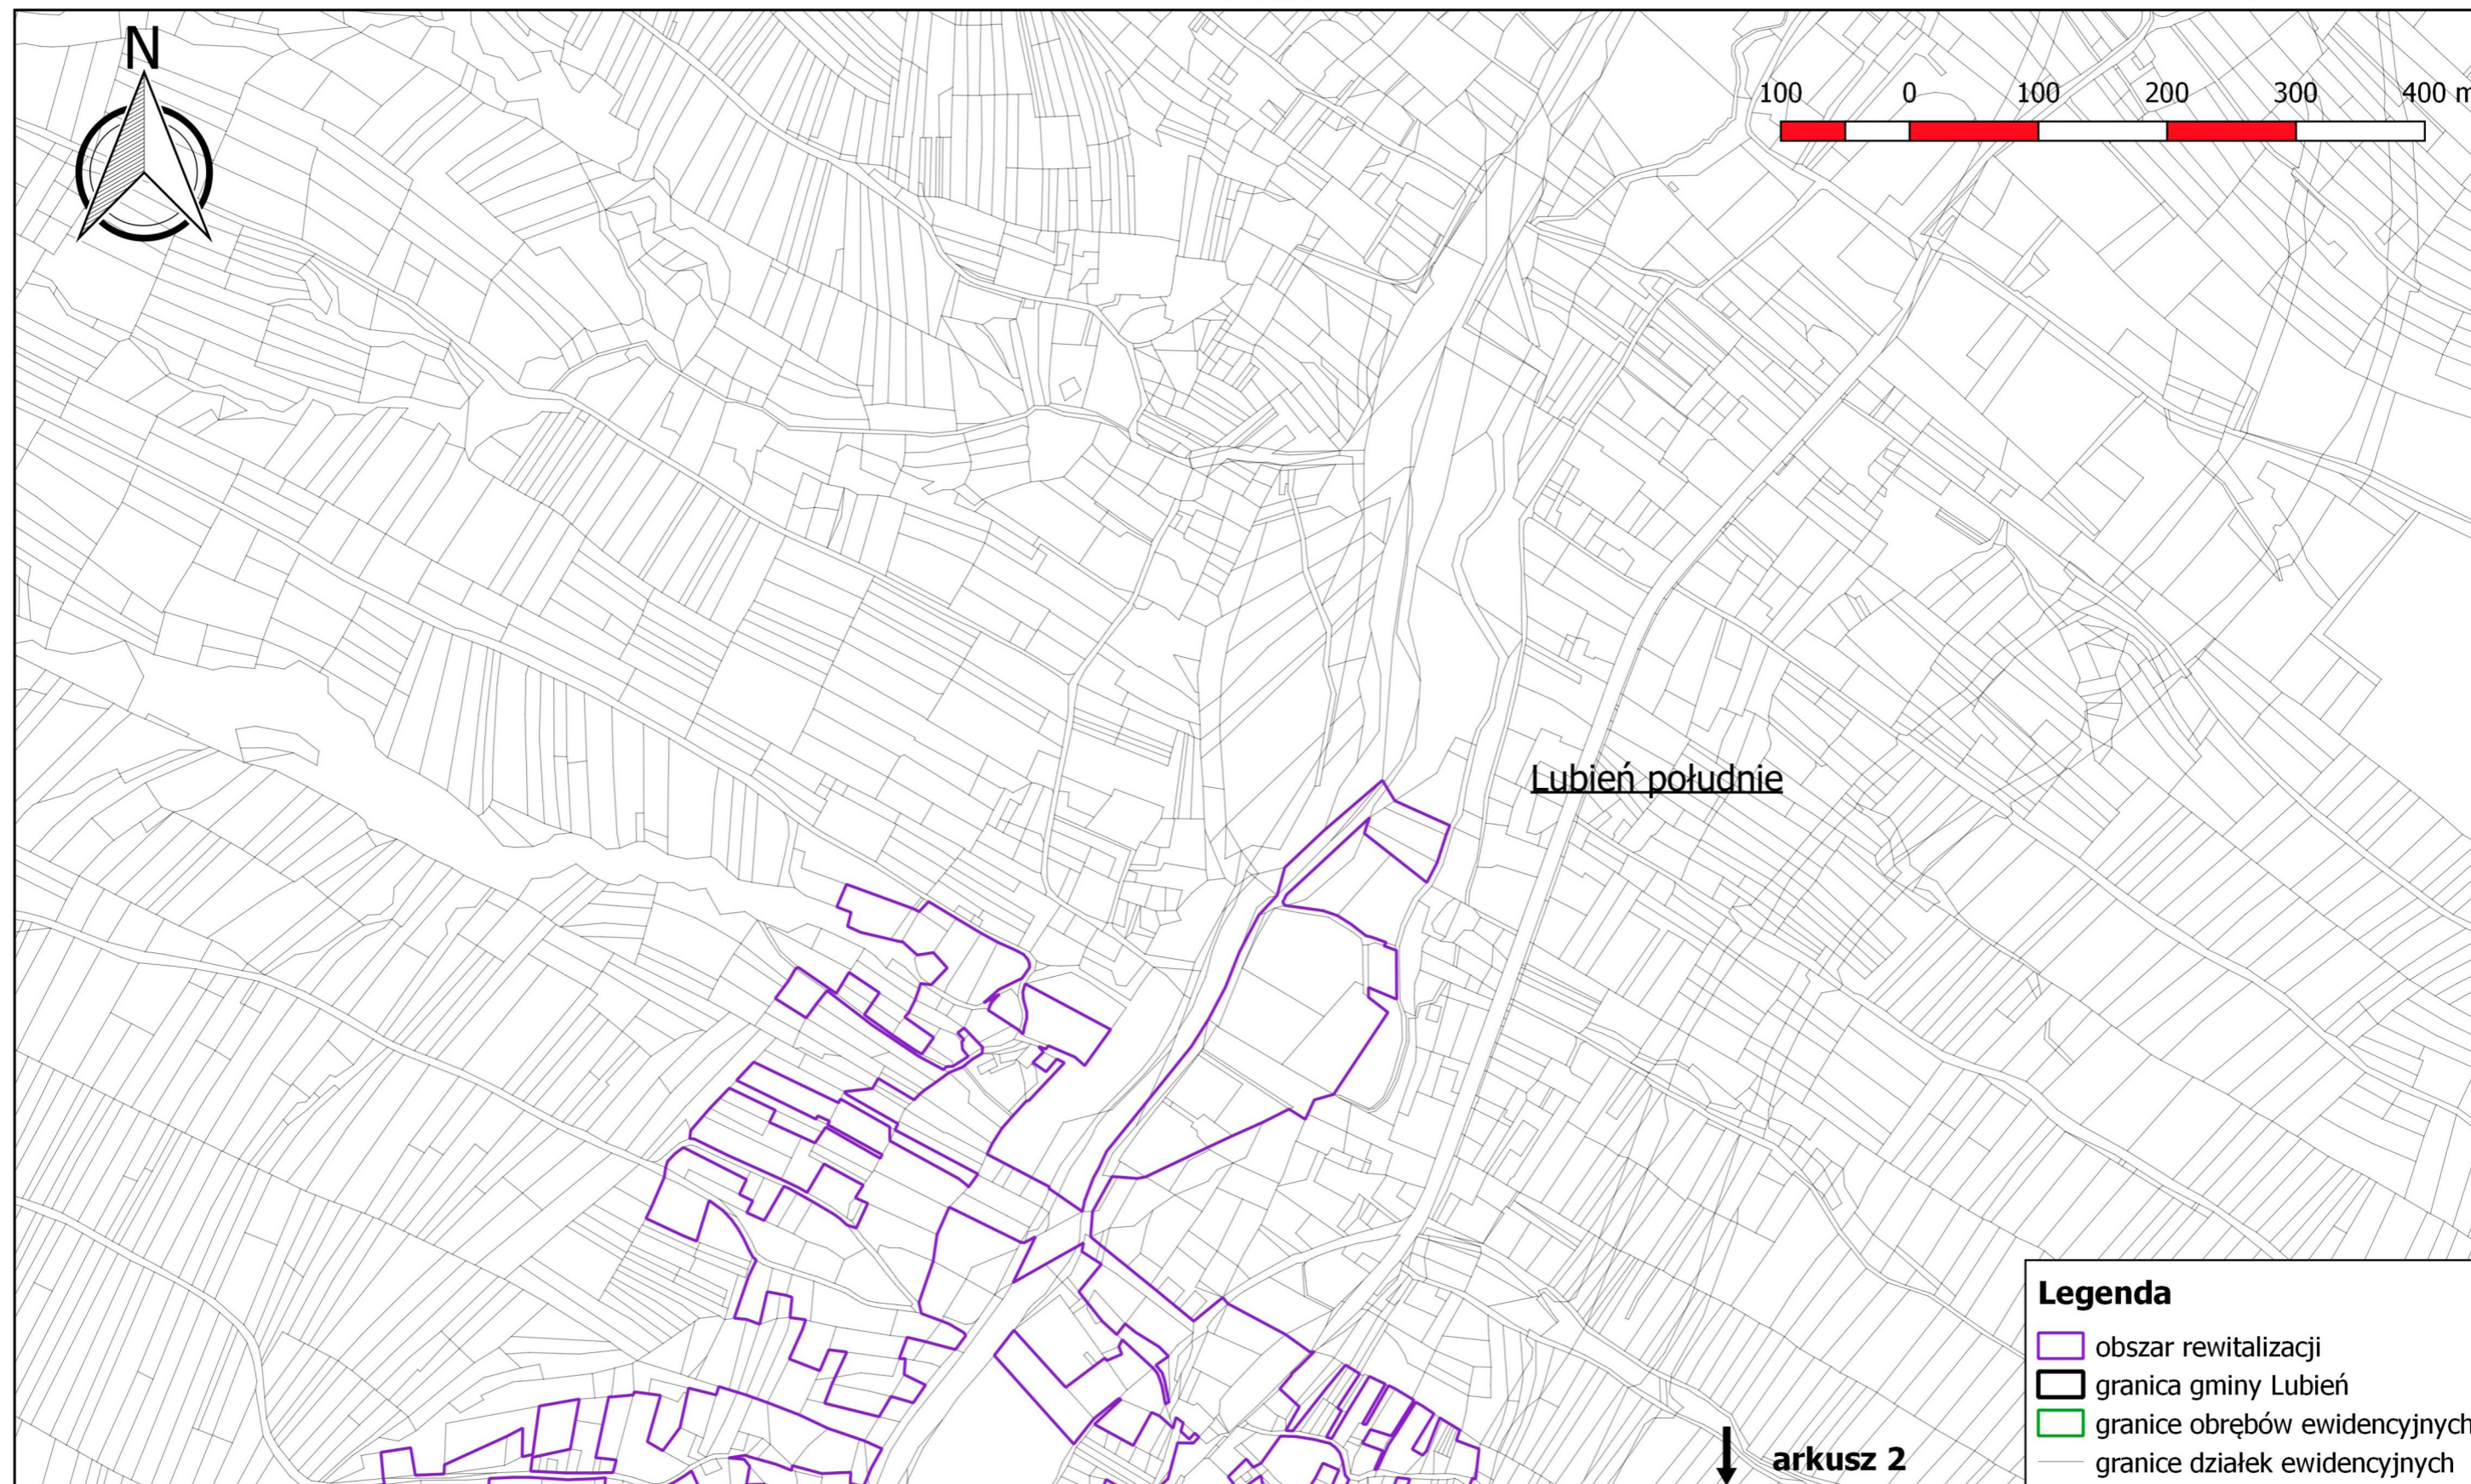 N
100 0 100 200 300 400 m
Lubień południe
Legenda
obszar rewitalizacji
granica gminy Lubień
granice obrębów ewidencyjnych
granice działek ewidencyjnych
arkusz 2